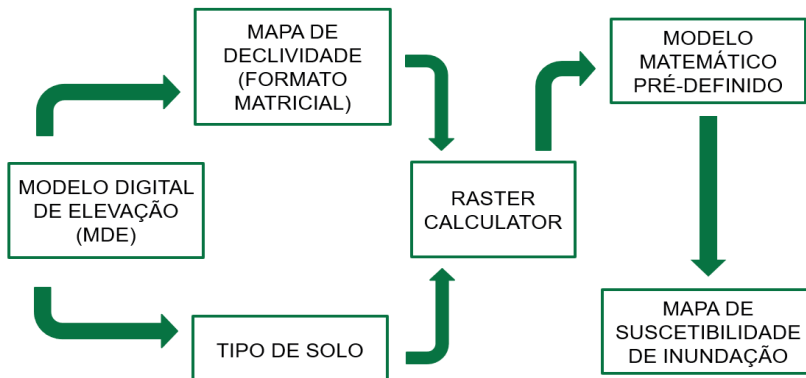 MAPA DE
DECLIVIDADE
(FORMATO
MATRICIAL)
MODELO
MATEMÁTICO
PRÉ-DEFINIDO
MODELO DIGITAL
DE ELEVAÇÃO
(MDE)
RASTER
CALCULATOR
TIPO DE SOLO
MAPA DE
SUSCETIBILIDADE
DE INUNDAÇÃO